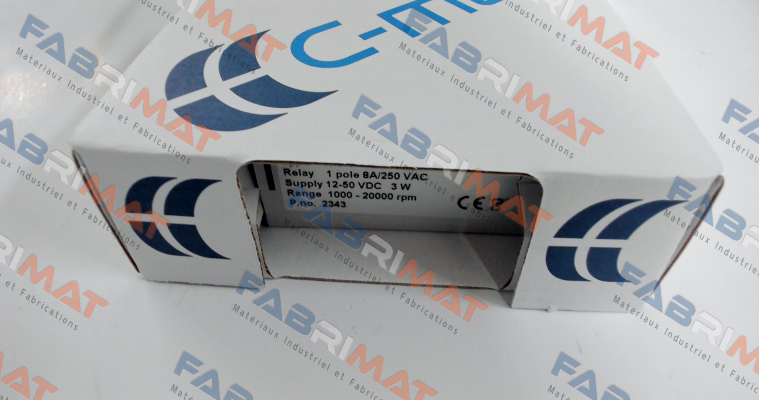 Relay 1 pole 8A/250 VAC
Supply 12-50 VDC 3 W
Range 1000 - 20000 rpm
P.no. 2343
CE
FABRIMAT
Matériaux Industriel et Fabrications